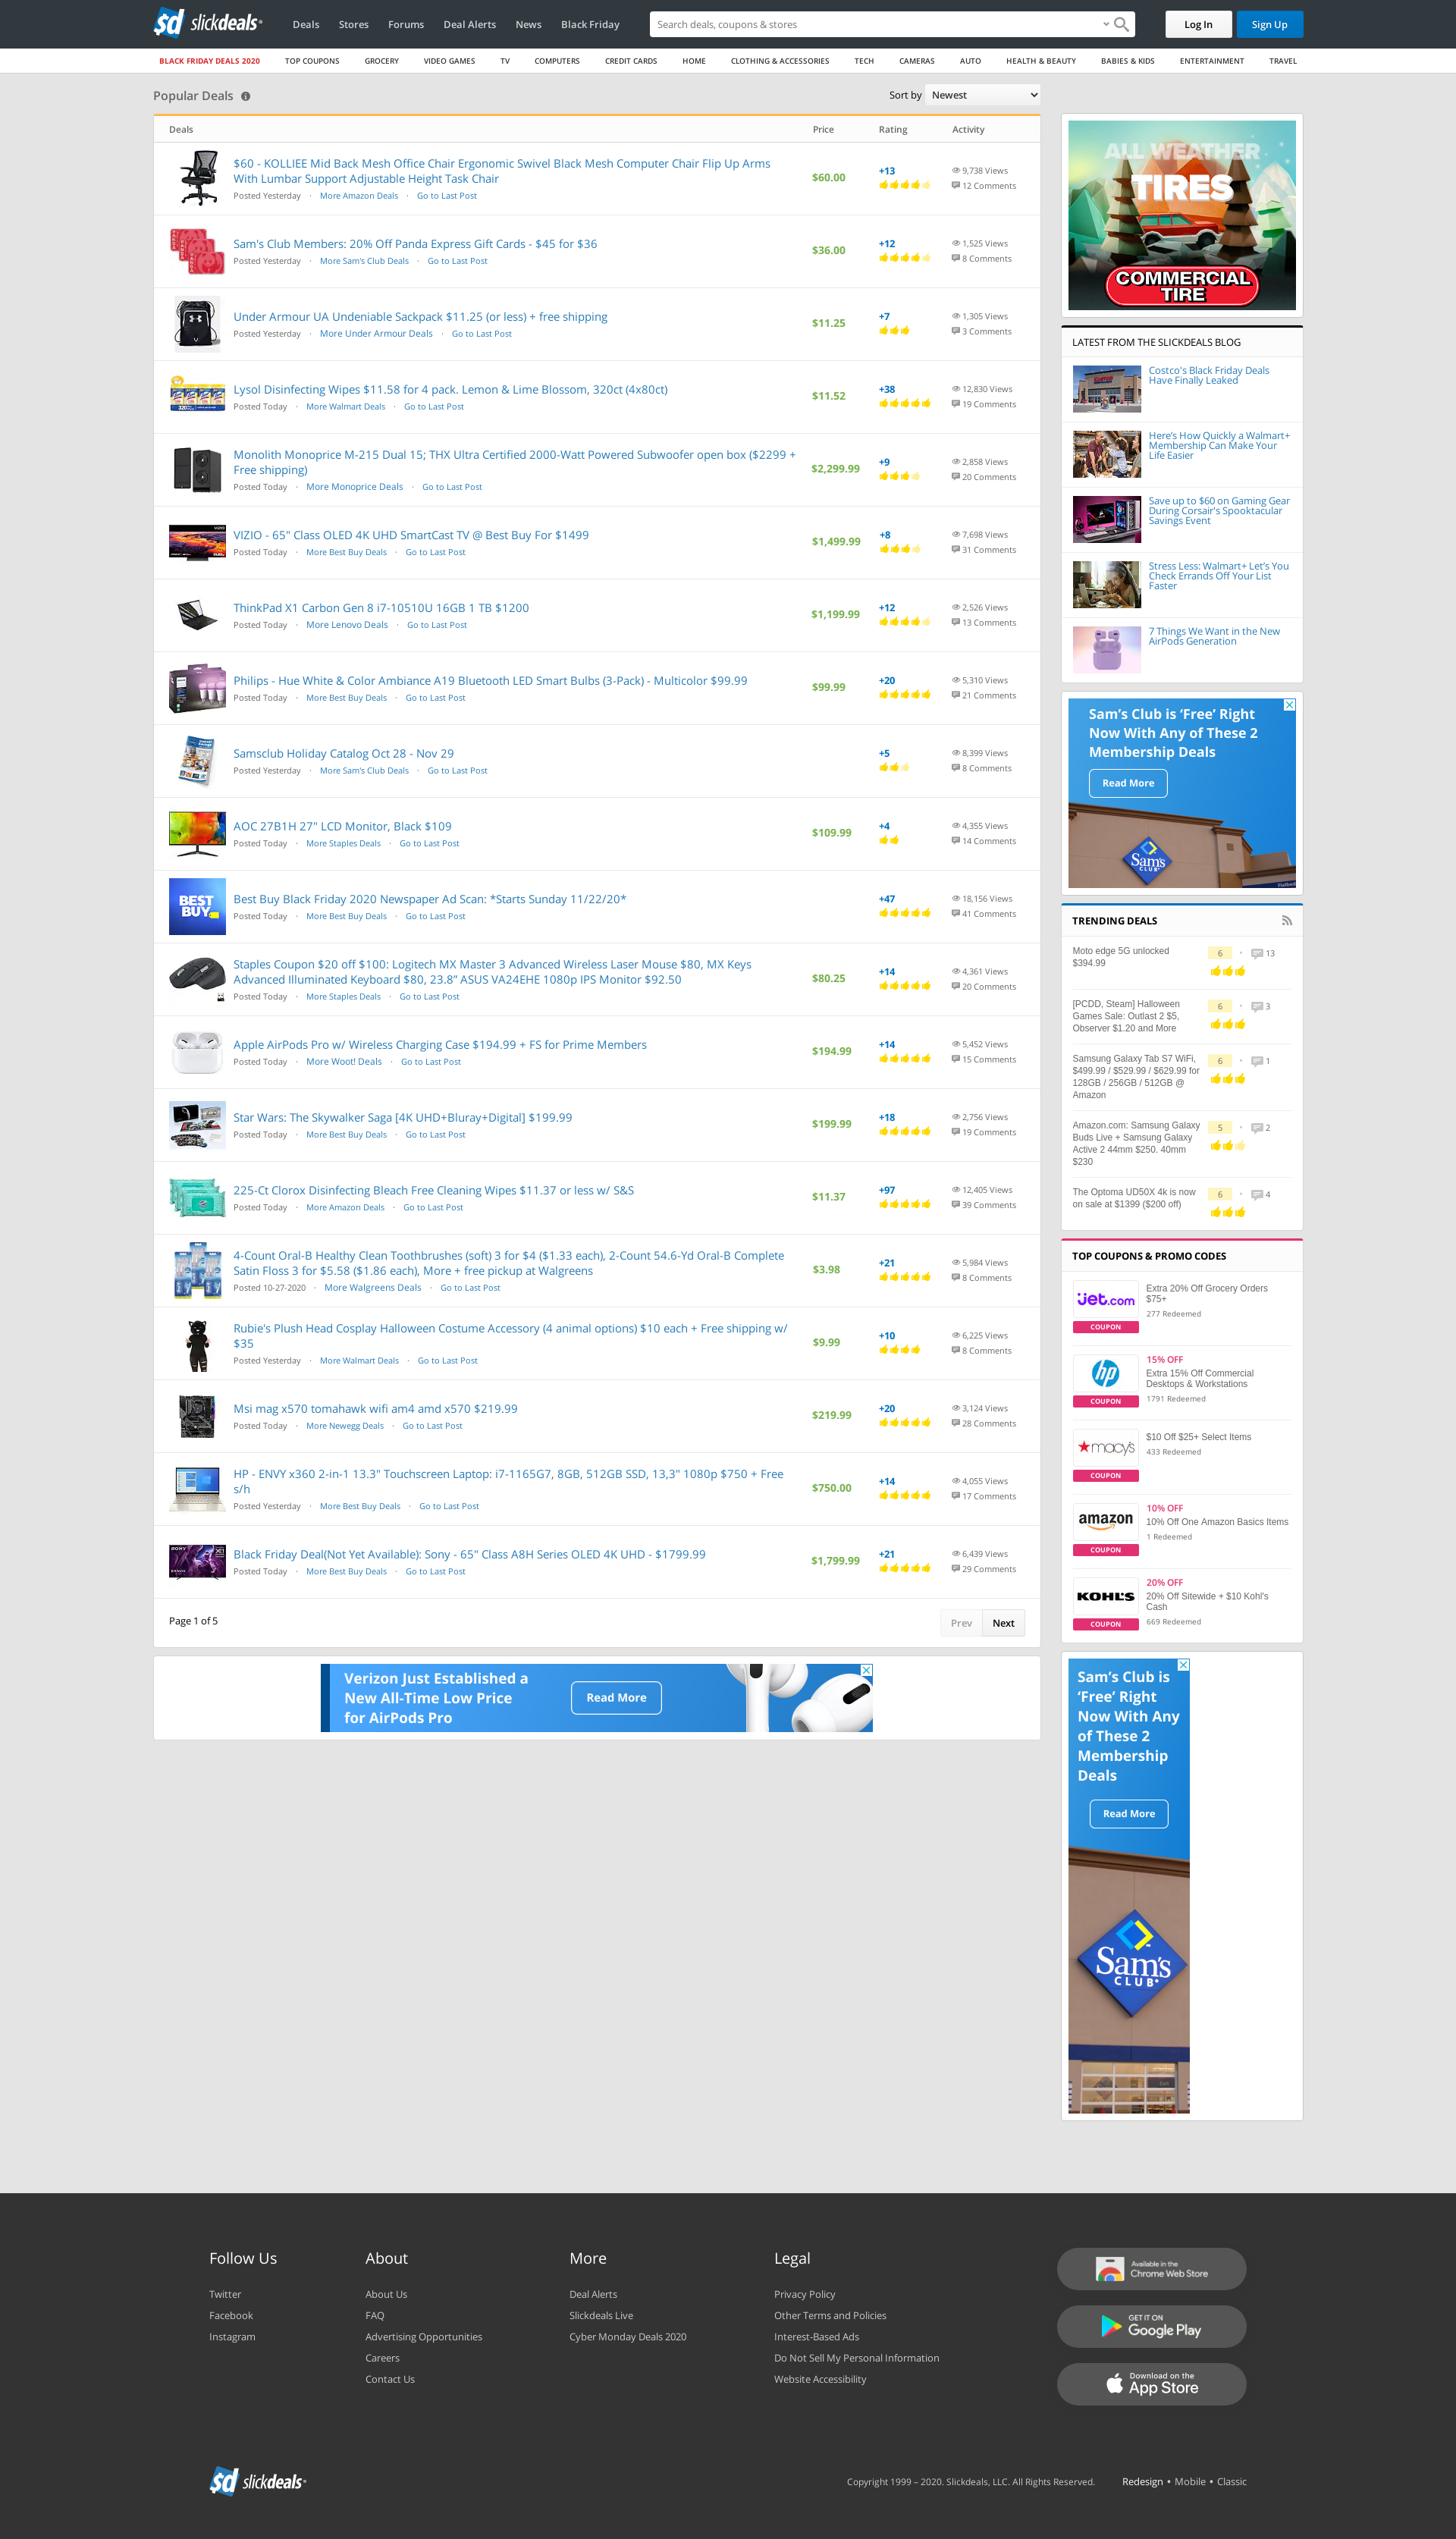 sd slickdeals
Deals Stores Forums Deal Alerts News Black Friday
Search deals, coupons & stores
Log In Sign Up
BLACK FRIDAY DEALS 2020 TOP COUPONS GROCERY VIDEO GAMES TV COMPUTERS CREDIT CARDS HOME CLOTHING & ACCESSORIES TECH CAMERAS AUTO HEALTH & BEAUTY BABIES & KIDS ENTERTAINMENT TRAVEL
Popular Deals
Sort by Newest
Deals Price Rating Activity
$60 - KOLLIEE Mid Back Mesh Office Chair Ergonomic Swivel Black Mesh Computer Chair Flip Up Arms
With Lumbar Support Adjustable Height Task Chair
Posted Yesterday · More Amazon Deals · Go to Last Post
$60.00
+13
9,738 Views
12 Comments
Sam's Club Members: 20% Off Panda Express Gift Cards - $45 for $36
Posted Yesterday · More Sam's Club Deals · Go to Last Post
$36.00
+12
1,525 Views
8 Comments
Under Armour UA Undeniable Sackpack $11.25 (or less) + free shipping
Posted Yesterday · More Under Armour Deals · Go to Last Post
$11.25
+7
1,305 Views
3 Comments
Lysol Disinfecting Wipes $11.58 for 4 pack. Lemon & Lime Blossom, 320ct (4x80ct)
Posted Today · More Walmart Deals · Go to Last Post
$11.52
+38
12,830 Views
19 Comments
Monolith Monoprice M-215 Dual 15; THX Ultra Certified 2000-Watt Powered Subwoofer open box ($2299 +
Free shipping)
Posted Today · More Monoprice Deals · Go to Last Post
$2,299.99
+9
2,858 Views
20 Comments
VIZIO - 65" Class OLED 4K UHD SmartCast TV @ Best Buy For $1499
Posted Today · More Best Buy Deals · Go to Last Post
$1,499.99
+8
7,698 Views
31 Comments
ThinkPad X1 Carbon Gen 8 i7-10510U 16GB 1 TB $1200
Posted Today · More Lenovo Deals · Go to Last Post
$1,199.99
+12
2,526 Views
13 Comments
Philips - Hue White & Color Ambiance A19 Bluetooth LED Smart Bulbs (3-Pack) - Multicolor $99.99
Posted Today · More Best Buy Deals · Go to Last Post
$99.99
+20
5,310 Views
21 Comments
Samsclub Holiday Catalog Oct 28 - Nov 29
Posted Yesterday · More Sam's Club Deals · Go to Last Post
+5
8,399 Views
8 Comments
AOC 27B1H 27" LCD Monitor, Black $109
Posted Today · More Staples Deals · Go to Last Post
$109.99
+4
4,355 Views
14 Comments
BEST
BUY
Best Buy Black Friday 2020 Newspaper Ad Scan: *Starts Sunday 11/22/20*
Posted Today · More Best Buy Deals · Go to Last Post
+47
18,156 Views
41 Comments
Staples Coupon $20 off $100: Logitech MX Master 3 Advanced Wireless Laser Mouse $80, MX Keys
Advanced Illuminated Keyboard $80, 23.8” ASUS VA24EHE 1080p IPS Monitor $92.50
Posted Today · More Staples Deals · Go to Last Post
$80.25
+14
4,361 Views
20 Comments
Apple AirPods Pro w/ Wireless Charging Case $194.99 + FS for Prime Members
Posted Today · More Woot! Deals · Go to Last Post
$194.99
+14
5,452 Views
15 Comments
Star Wars: The Skywalker Saga [4K UHD+Bluray+Digital] $199.99
Posted Today · More Best Buy Deals · Go to Last Post
$199.99
+18
2,756 Views
19 Comments
225-Ct Clorox Disinfecting Bleach Free Cleaning Wipes $11.37 or less w/ S&S
Posted Today · More Amazon Deals · Go to Last Post
$11.37
+97
12,405 Views
39 Comments
4-Count Oral-B Healthy Clean Toothbrushes (soft) 3 for $4 ($1.33 each), 2-Count 54.6-Yd Oral-B Complete
Satin Floss 3 for $5.58 ($1.86 each), More + free pickup at Walgreens
Posted 10-27-2020 · More Walgreens Deals · Go to Last Post
$3.98
+21
5,984 Views
8 Comments
Rubie's Plush Head Cosplay Halloween Costume Accessory (4 animal options) $10 each + Free shipping w/
$35
Posted Yesterday · More Walmart Deals · Go to Last Post
$9.99
+10
6,225 Views
8 Comments
Msi mag x570 tomahawk wifi am4 amd x570 $219.99
Posted Today · More Newegg Deals · Go to Last Post
$219.99
+20
3,124 Views
28 Comments
HP - ENVY x360 2-in-1 13.3" Touchscreen Laptop: i7-1165G7, 8GB, 512GB SSD, 13,3" 1080p $750 + Free
s/h
Posted Yesterday · More Best Buy Deals · Go to Last Post
$750.00
+14
4,055 Views
17 Comments
Black Friday Deal(Not Yet Available): Sony - 65" Class A8H Series OLED 4K UHD - $1799.99
Posted Today · More Best Buy Deals · Go to Last Post
$1,799.99
+21
6,439 Views
29 Comments
Page 1 of 5
Prev Next
Verizon Just Established a
New All-Time Low Price
for AirPods Pro
Read More
ALL WEATHER
TIRES
COMMERCIAL
TIRE
LATEST FROM THE SLICKDEALS BLOG
Costco's Black Friday Deals
Have Finally Leaked
Here’s How Quickly a Walmart+
Membership Can Make Your
Life Easier
Save up to $60 on Gaming Gear
During Corsair's Spooktacular
Savings Event
Stress Less: Walmart+ Let’s You
Check Errands Off Your List
Faster
7 Things We Want in the New
AirPods Generation
Sam’s Club is ‘Free’ Right
Now With Any of These 2
Membership Deals
Read More
Sam's
CLUB
TRENDING DEALS
Moto edge 5G unlocked
$394.99
6 • 13
[PCDD, Steam] Halloween
Games Sale: Outlast 2 $5,
Observer $1.20 and More
6 • 3
Samsung Galaxy Tab S7 WiFi,
$499.99 / $529.99 / $629.99 for
128GB / 256GB / 512GB @
Amazon
6 • 1
Amazon.com: Samsung Galaxy
Buds Live + Samsung Galaxy
Active 2 44mm $250. 40mm
$230
5 • 2
The Optoma UD50X 4k is now
on sale at $1399 ($200 off)
6 • 4
TOP COUPONS & PROMO CODES
jet.com
COUPON
Extra 20% Off Grocery Orders
$75+
277 Redeemed
hp
COUPON
15% OFF
Extra 15% Off Commercial
Desktops & Workstations
1791 Redeemed
macy's
COUPON
$10 Off $25+ Select Items
433 Redeemed
amazon
COUPON
10% OFF
10% Off One Amazon Basics Items
1 Redeemed
KOHL'S
COUPON
20% OFF
20% Off Sitewide + $10 Kohl's
Cash
669 Redeemed
Sam’s Club is
‘Free’ Right
Now With Any
of These 2
Membership
Deals
Read More
Sam's
CLUB
Follow Us
Twitter
Facebook
Instagram
About
About Us
FAQ
Advertising Opportunities
Careers
Contact Us
More
Deal Alerts
Slickdeals Live
Cyber Monday Deals 2020
Legal
Privacy Policy
Other Terms and Policies
Interest-Based Ads
Do Not Sell My Personal Information
Website Accessibility
Available in the
Chrome Web Store
GET IT ON
Google Play
Download on the
App Store
sd slickdeals
Copyright 1999 – 2020. Slickdeals, LLC. All Rights Reserved. Redesign • Mobile • Classic